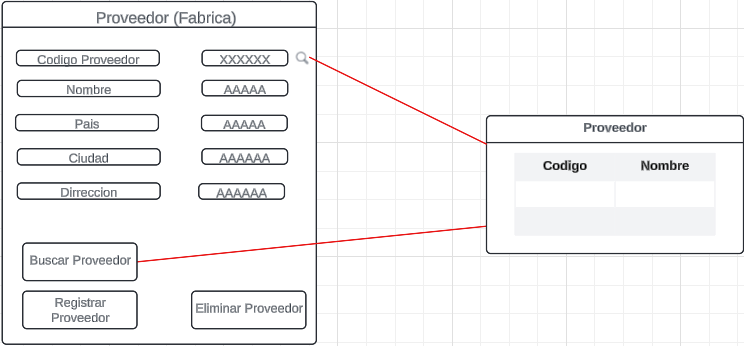 Proveedor (Fabrica)
Codigo Proveedor
XXXXXX
Nombre
AAAAA
Pais
AAAAA
Ciudad
AAAAAA
Dirreccion
AAAAAA
Buscar Proveedor
Registrar
Proveedor
Eliminar Proveedor
Proveedor
Codigo
Nombre